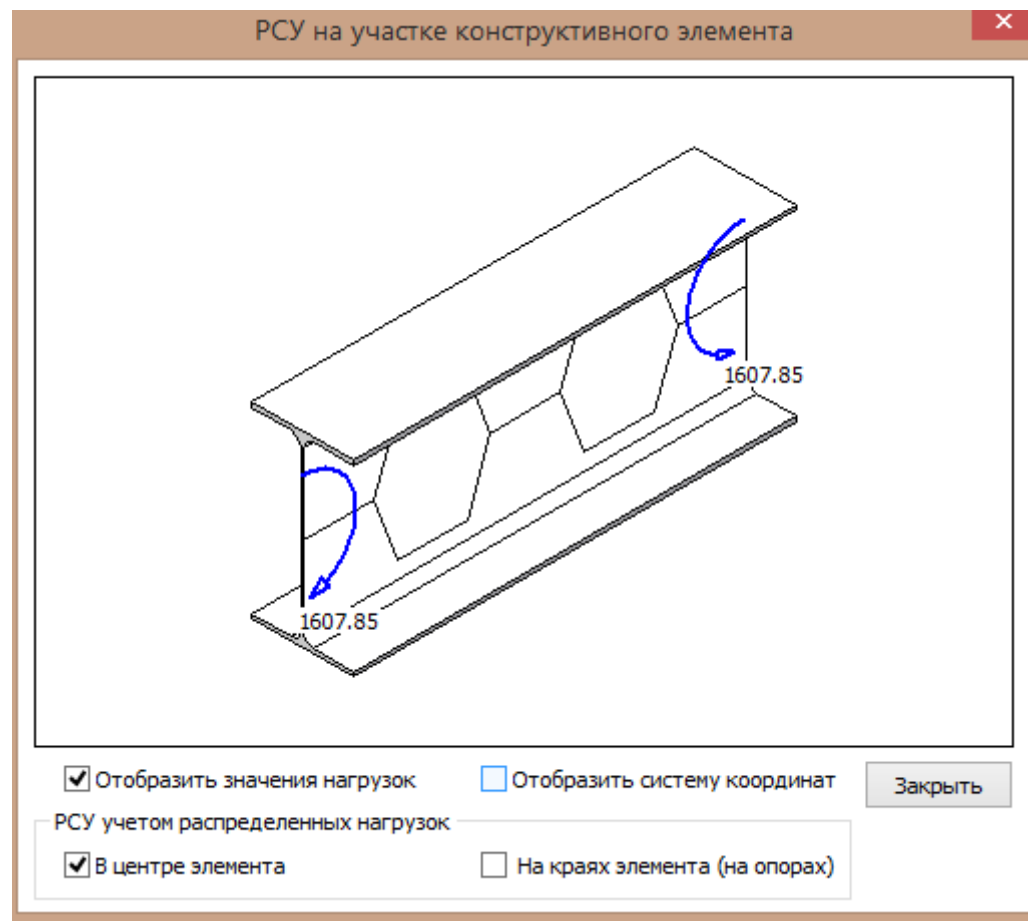 РСУ на участке конструктивного элемента
1607.85
1607.85
Отобразить значения нагрузок
Отобразить систему координат
Закрыть
РСУ учетом распределенных нагрузок
В центре элемента
На краях элемента (на опорах)